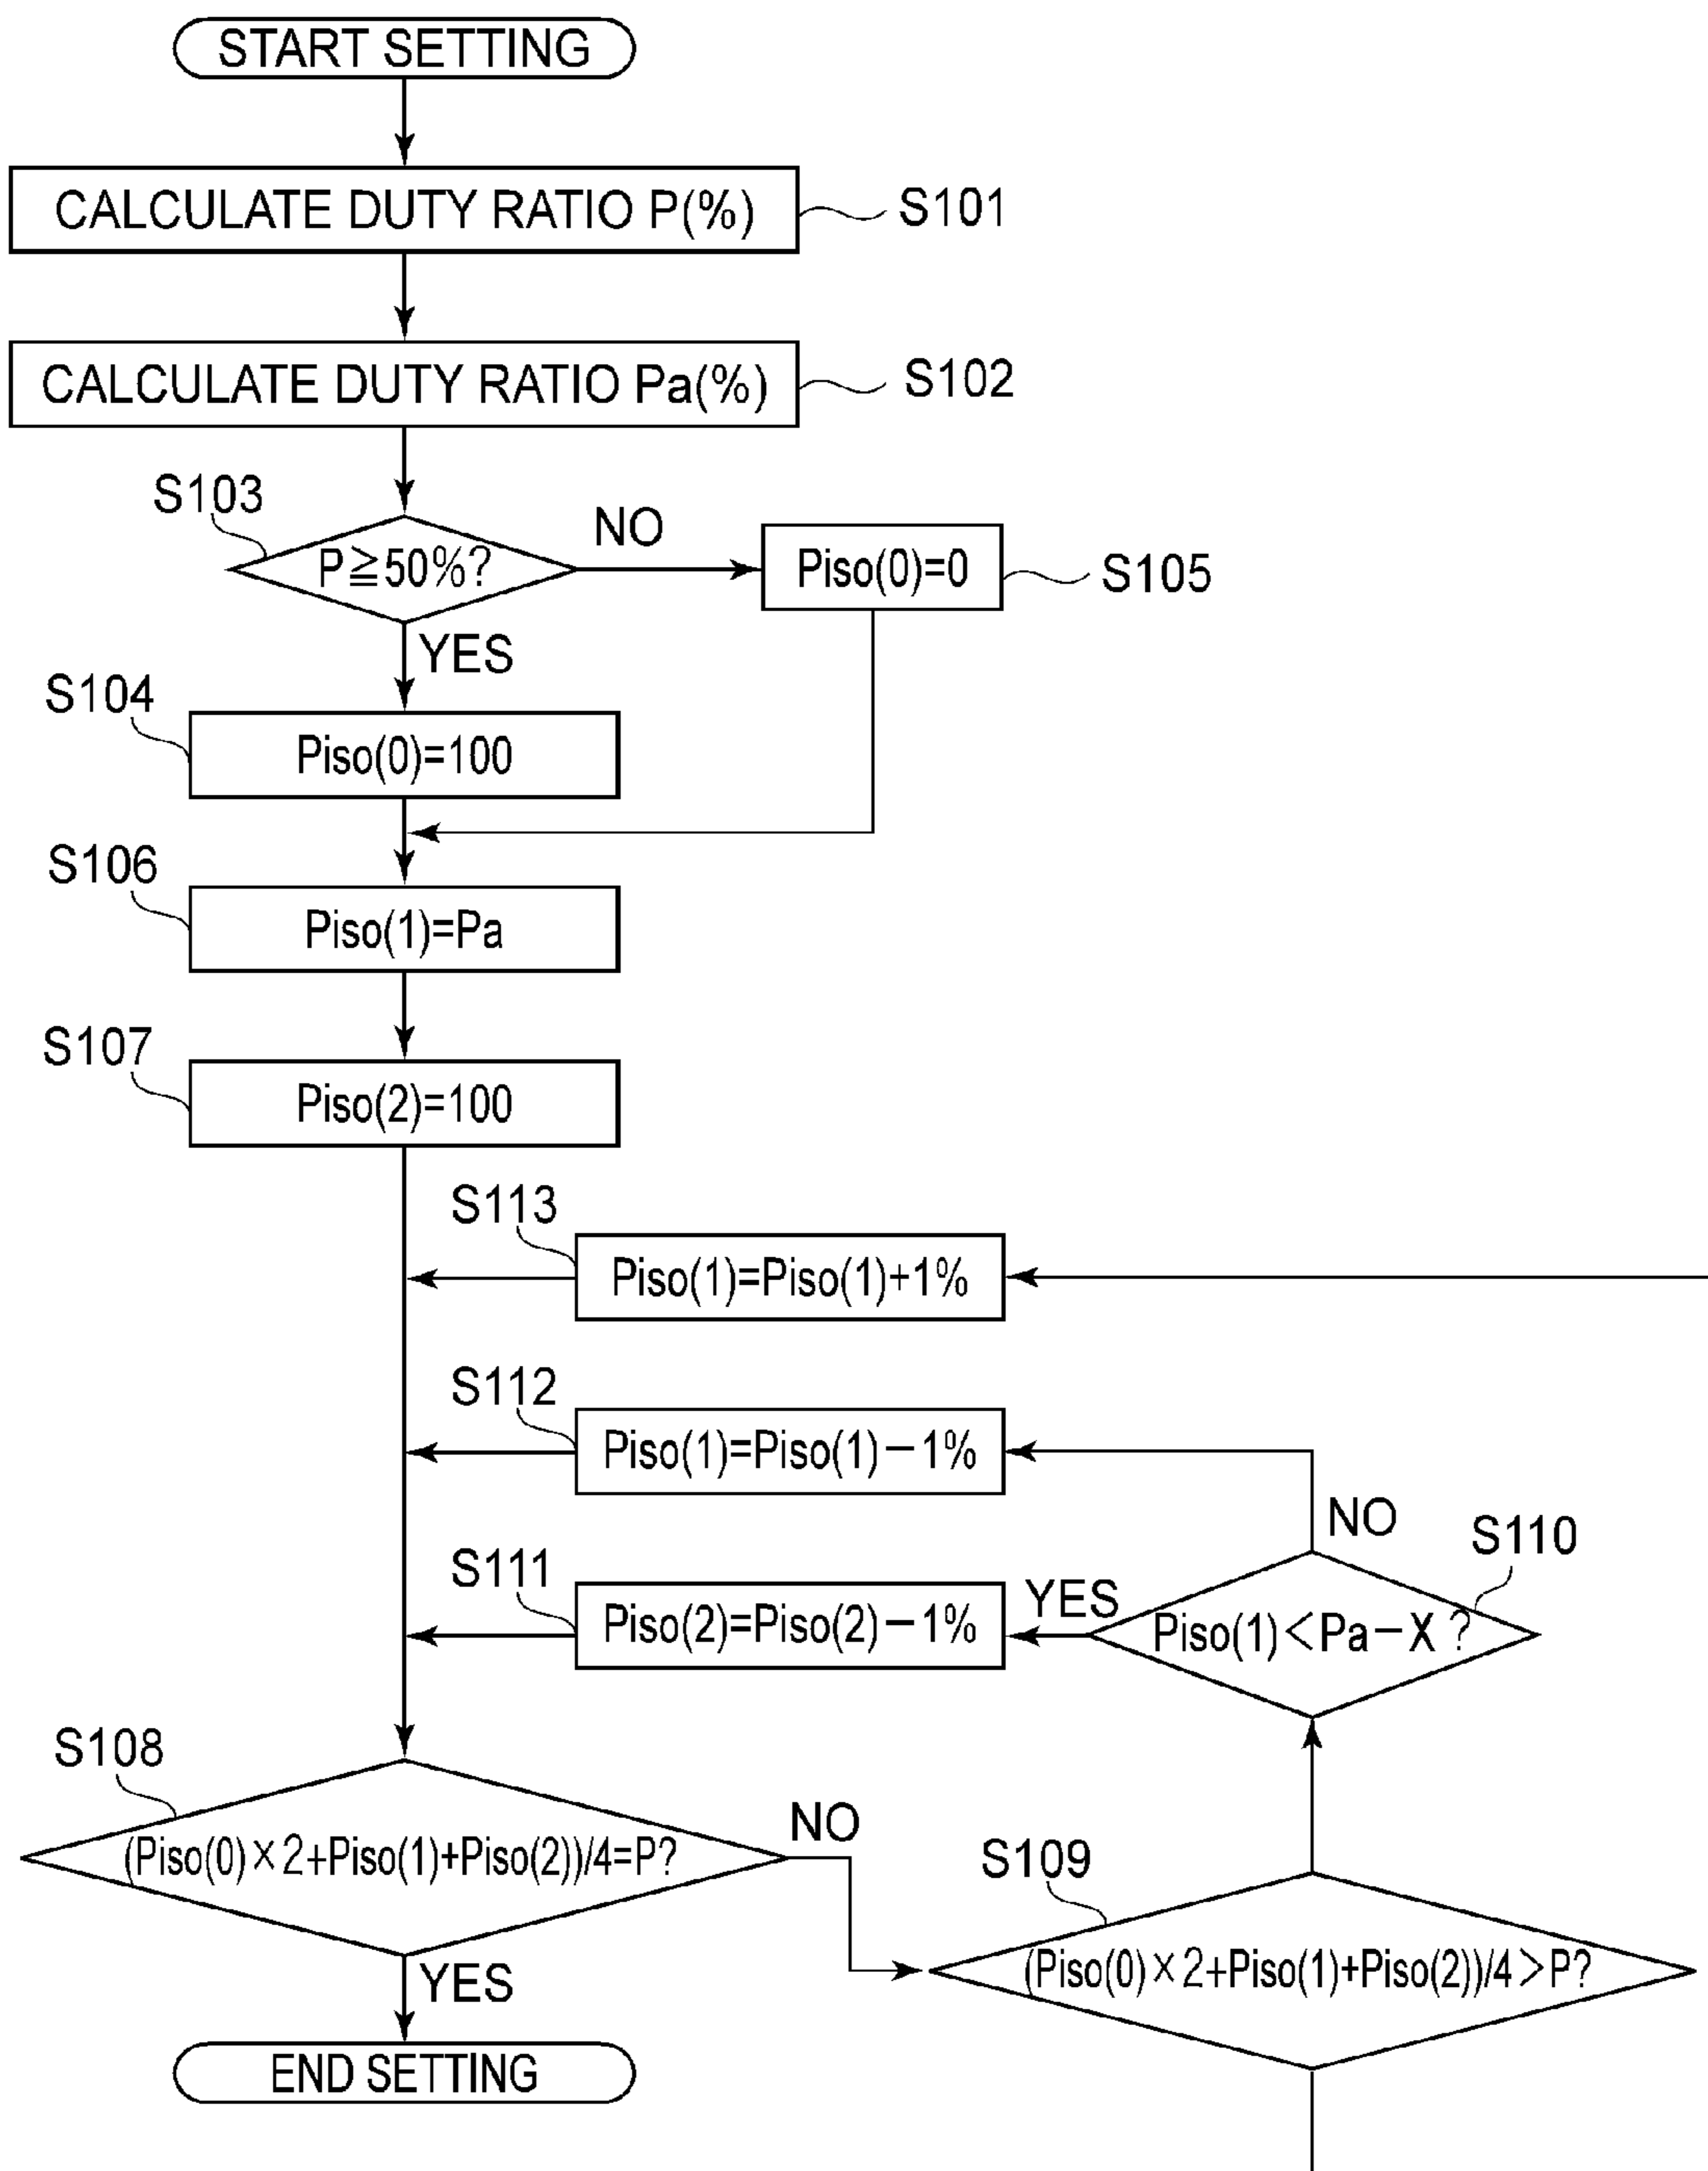 START SETTING
CALCULATE DUTY RATIO P(%)
S101
CALCULATE DUTY RATIO Pa(%)
S102
S103
P≧50%?
NO
Piso(0)=0
S105
YES
S104
Piso(0)=100
S106
Piso(1)=Pa
S107
Piso(2)=100
S113
Piso(1)=Piso(1)+1%
S112
Piso(1)=Piso(1)−1%
NO
S110
S111
Piso(2)=Piso(2)−1%
YES
Piso(1)<Pa−X?
S108
(Piso(0)×2+Piso(1)+Piso(2))/4=P?
NO
S109
(Piso(0)×2+Piso(1)+Piso(2))/4>P?
YES
END SETTING